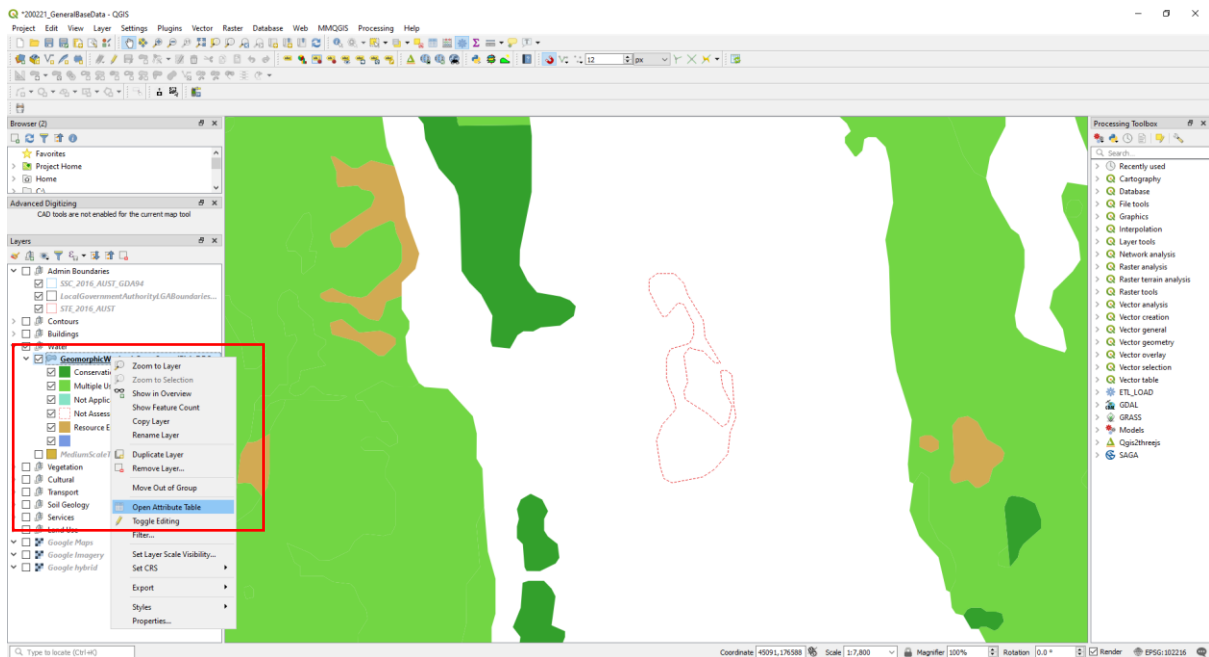 *200221_GeneralBaseData - QGIS
Project Edit View Layer Settings Plugins Vector Raster Database Web MMQGIS Processing Help
12 px
Browser (2)
Favorites
Project Home
Home
C:\
Advanced Digitizing
CAD tools are not enabled for the current map tool
Layers
Admin Boundaries
SSC_2016_AUST_GDA94
LocalGovernmentAuthorityLGABoundaries...
STE_2016_AUST
Contours
Buildings
Water
GeomorphicW
Conservati
Multiple Us
Not Applic
Not Assess
Resource E
MediumScaleT
Vegetation
Cultural
Transport
Soil Geology
Services
Land Use
Google Maps
Google Imagery
Google hybrid
Zoom to Layer
Zoom to Selection
Show in Overview
Show Feature Count
Copy Layer
Rename Layer
Duplicate Layer
Remove Layer...
Move Out of Group
Open Attribute Table
Toggle Editing
Filter...
Set Layer Scale Visibility...
Set CRS
Export
Styles
Properties...
Processing Toolbox
Search...
Recently used
Cartography
Database
File tools
Graphics
Interpolation
Layer tools
Network analysis
Raster analysis
Raster terrain analysis
Raster tools
Vector analysis
Vector creation
Vector general
Vector geometry
Vector overlay
Vector selection
Vector table
ETL_LOAD
GDAL
GRASS
Models
Qgis2threejs
SAGA
Type to locate (Ctrl+K)
Coordinate 45091,176588 Scale 1:7,800 Magnifier 100% Rotation 0.0 ° Render EPSG:102216